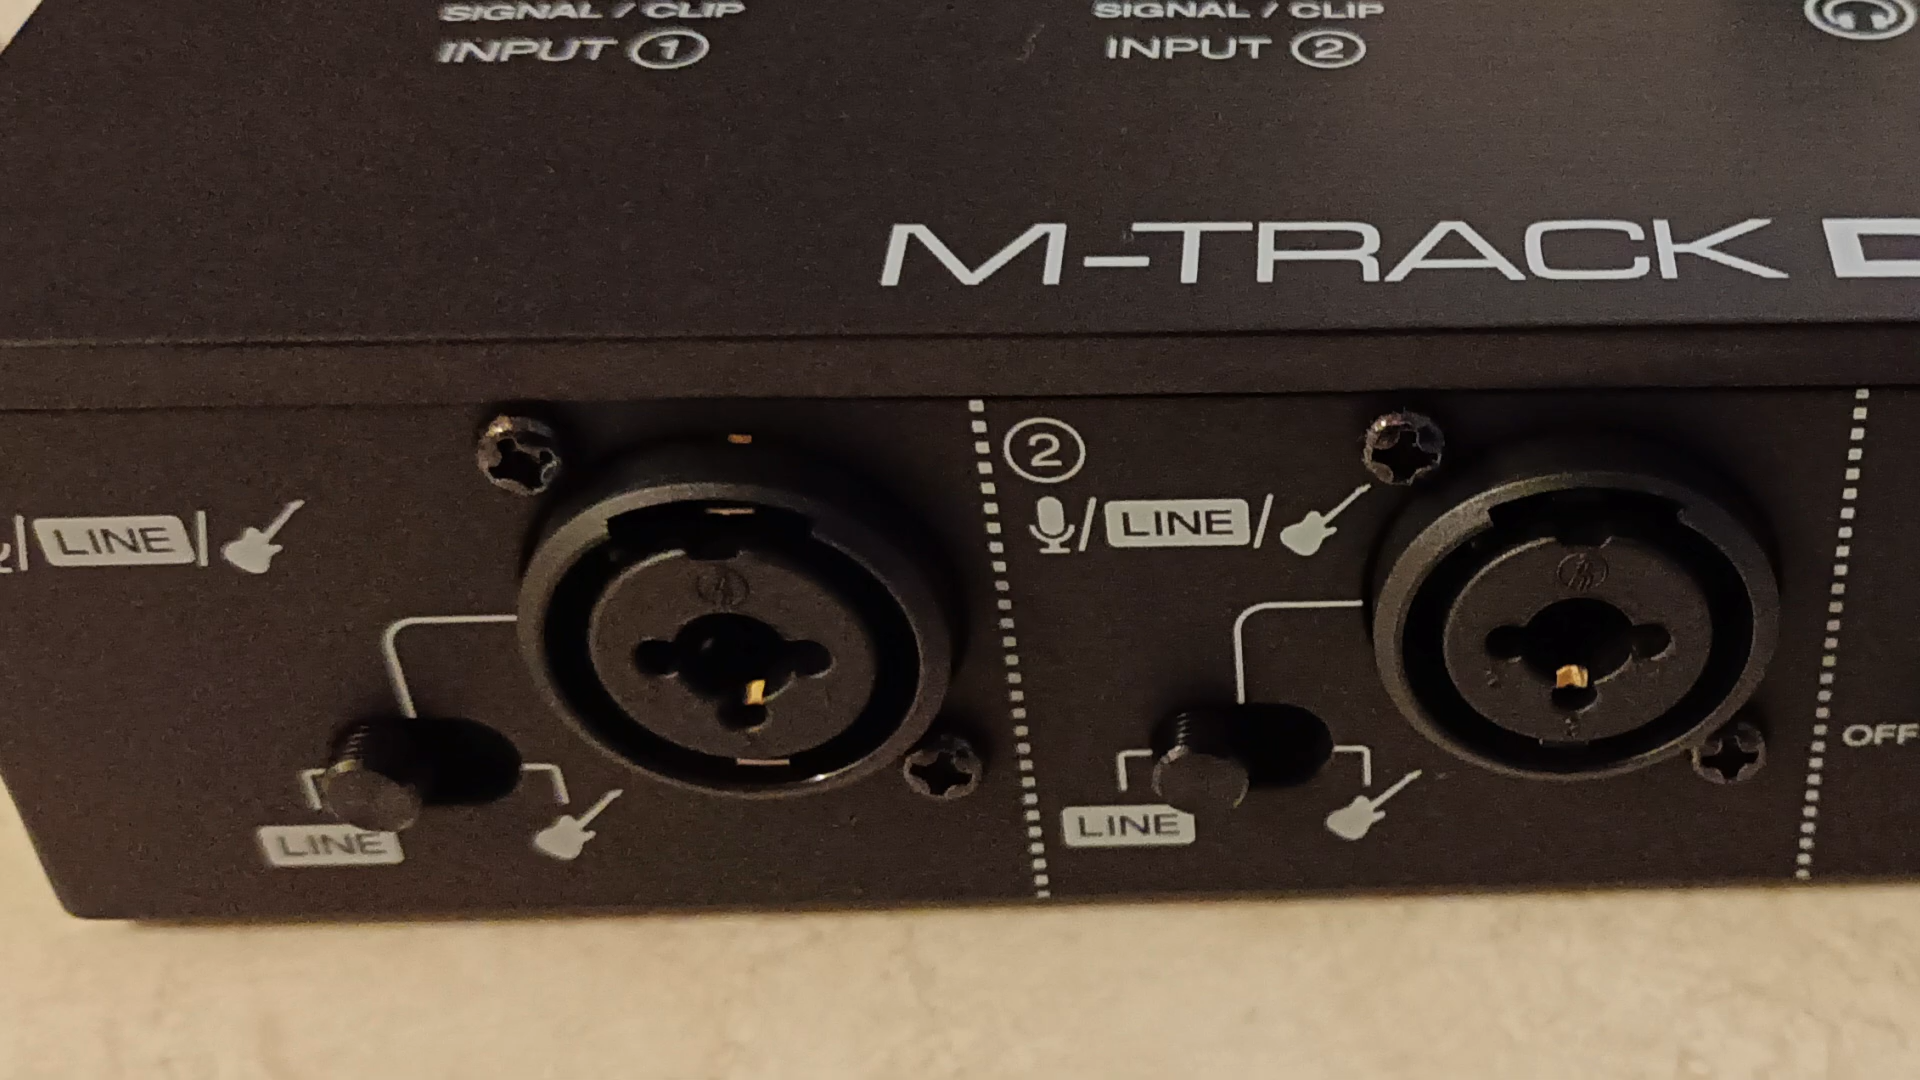 SIGNAL / CLIP
INPUT 1
SIGNAL / CLIP
INPUT 2
M-TRACK
2
/ LINE /
/ LINE /
LINE
LINE
OFF